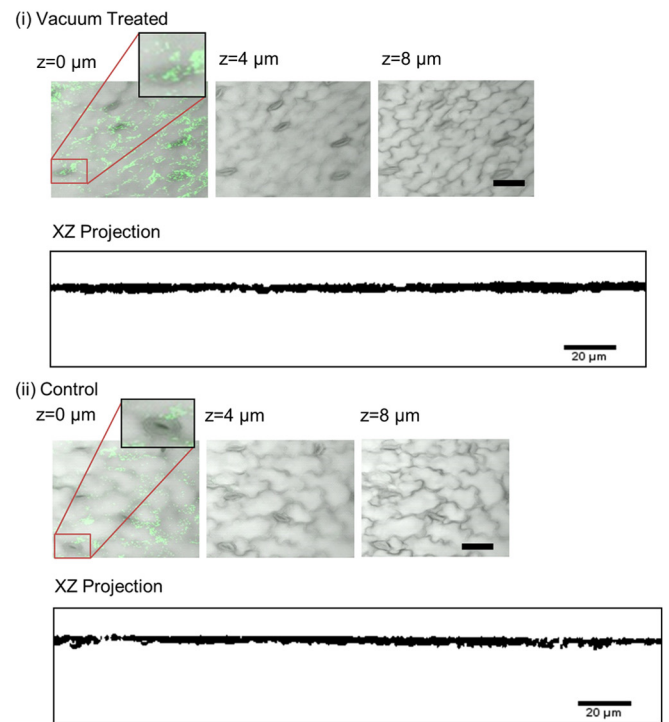 (i) Vacuum Treated
z=0 µm
z=4 µm
z=8 µm
XZ Projection
20 µm
(ii) Control
z=0 µm
z=4 µm
z=8 µm
XZ Projection
20 µm